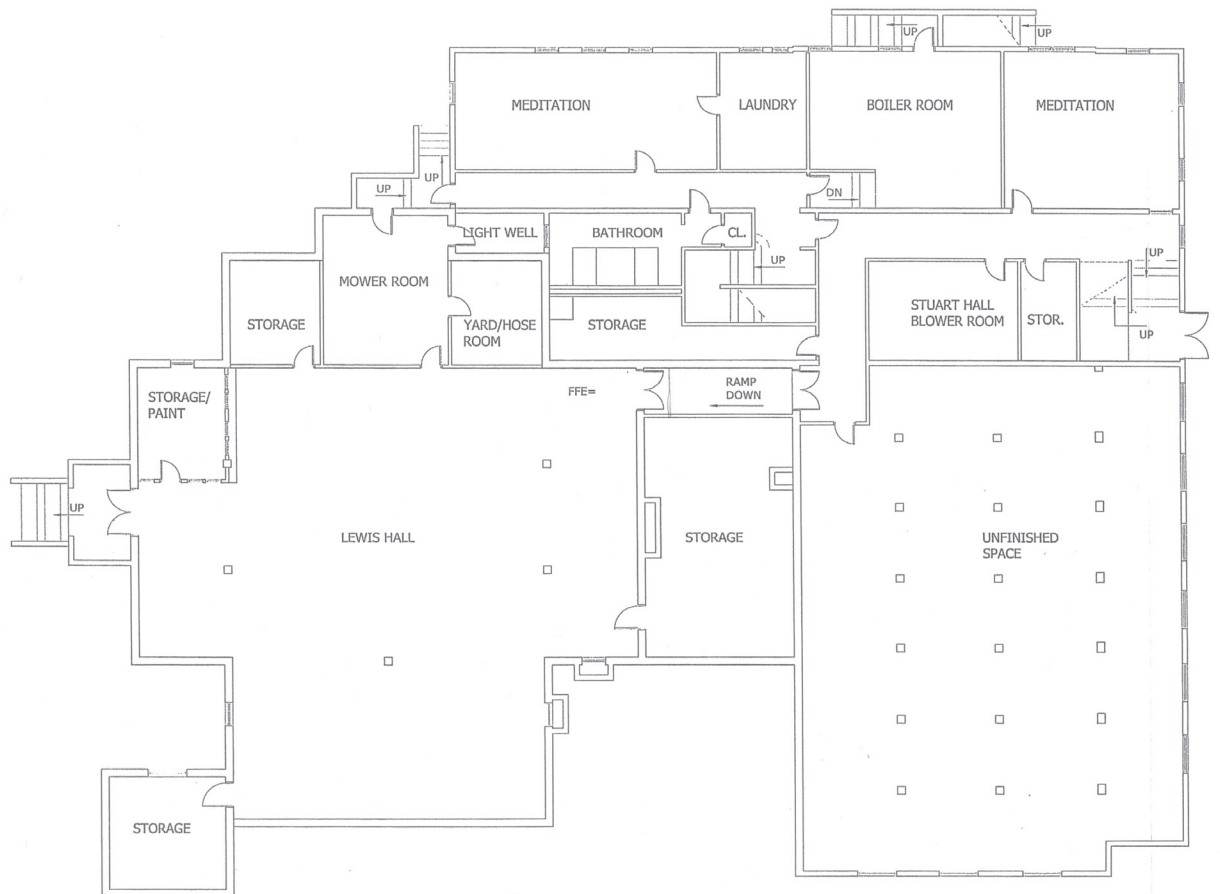 UP
UP
MEDITATION
LAUNDRY
BOILER ROOM
MEDITATION
UP
UP
DN
LIGHT WELL
BATHROOM
CL.
UP
UP
MOWER ROOM
STORAGE
YARD/HOSE
ROOM
STORAGE
STUART HALL
BLOWER ROOM
STOR.
UP
STORAGE/
PAINT
FFE=
RAMP
DOWN
UP
LEWIS HALL
STORAGE
UNFINISHED
SPACE
STORAGE